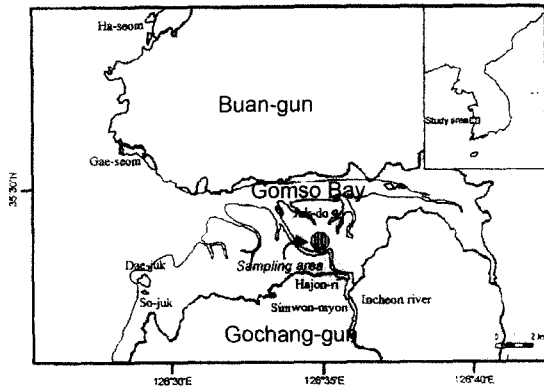 Ha-seom
Buan-gun
Study area
Gae-seom
35°30'N
Gomso Bay
Sampling area
Dae-juk
Hajon-ri
So-juk
Simwon-myon
Incheon river
Gochang-gun
126°30'E
126°35'E
126°40'E